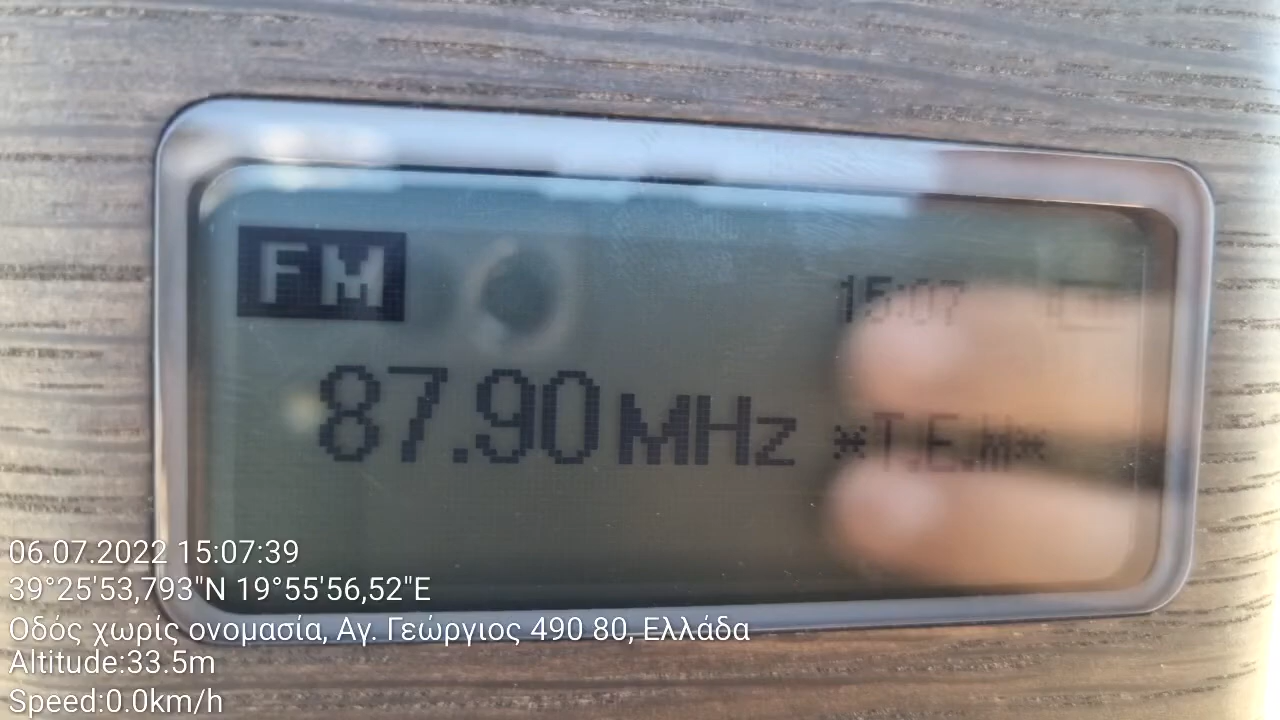 FM
15:07
87.90 MHz *T.E.M*
06.07.2022 15:07:39
39°25'53,793"N 19°55'56,52"E
Οδός χωρίς ονομασία, Αγ. Γεώργιος 490 80, Ελλάδα
Altitude:33.5m
Speed:0.0km/h